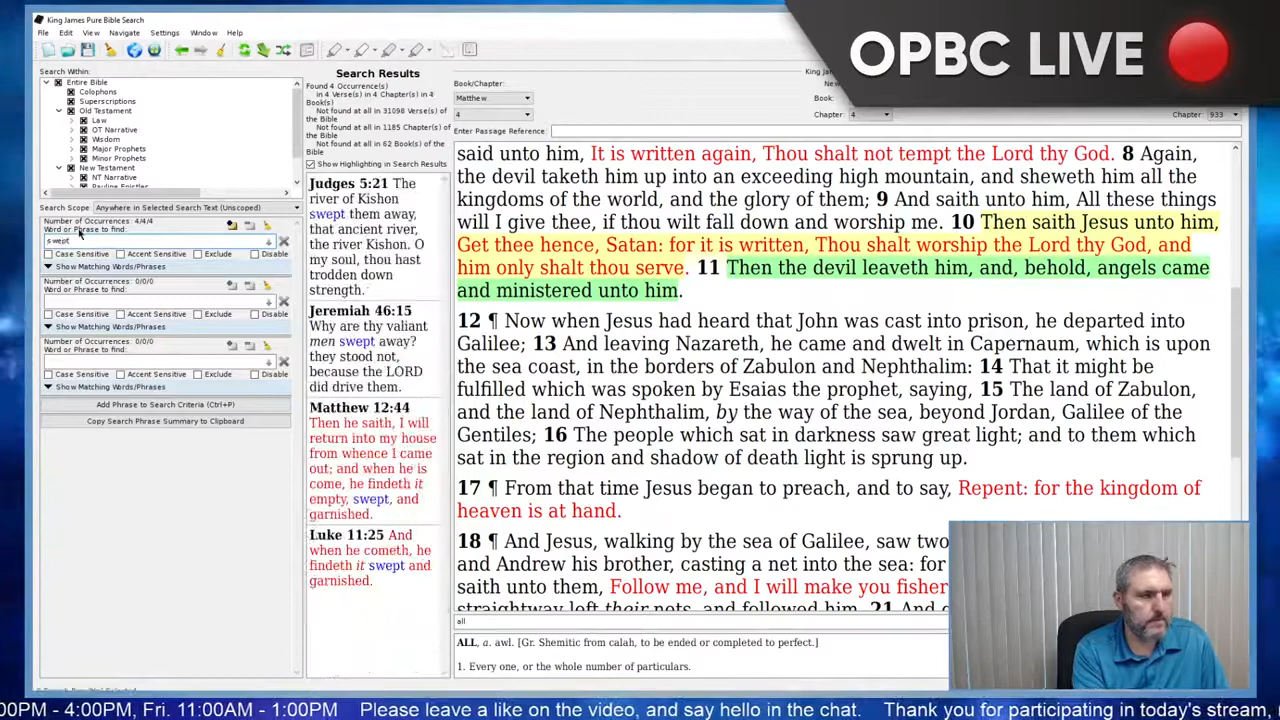 King James Pure Bible Search
File Edit View Navigate Settings Window Help
OPBC LIVE
Search Within:
Entire Bible
Colophons
Superscriptions
Old Testament
Law
OT Narrative
Wisdom
Major Prophets
Minor Prophets
New Testament
NT Narrative
Pauline Epistles
Search Scope Anywhere in Selected Search Text (Unscoped)
Number of Occurrences: 4/4/4
Word or Phrase to find:
swept
Case Sensitive Accent Sensitive Exclude Disable
Show Matching Words/Phrases
Number of Occurrences: 0/0/0
Word or Phrase to find:
Case Sensitive Accent Sensitive Exclude Disable
Show Matching Words/Phrases
Number of Occurrences: 0/0/0
Word or Phrase to find:
Case Sensitive Accent Sensitive Exclude Disable
Show Matching Words/Phrases
Add Phrase to Search Criteria (Ctrl+P)
Copy Search Phrase Summary to Clipboard
Search Results
Found 4 Occurrence(s)
in 4 Verse(s) in 4 Chapter(s) in 4
Book(s)
Not found at all in 31098 Verse(s) of
the Bible
Not found at all in 1185 Chapter(s) of
the Bible
Not found at all in 62 Book(s) of the
Bible
Show Highlighting in Search Results
Judges 5:21 The
river of Kishon
swept them away,
that ancient river,
the river Kishon. O
my soul, thou hast
trodden down
strength.
Jeremiah 46:15
Why are thy valiant
men swept away?
they stood not,
because the LORD
did drive them.
Matthew 12:44
Then he saith, I will
return into my house
from whence I came
out; and when he is
come, he findeth it
empty, swept, and
garnished.
Luke 11:25 And
when he cometh, he
findeth it swept and
garnished.
Book/Chapter:
King Jam
Matthew
New
Book:
4
Chapter: 4
Chapter: 933
Enter Passage Reference:
said unto him, It is written again, Thou shalt not tempt the Lord thy God. 8 Again,
the devil taketh him up into an exceeding high mountain, and sheweth him all the
kingdoms of the world, and the glory of them; 9 And saith unto him, All these things
will I give thee, if thou wilt fall down and worship me. 10 Then saith Jesus unto him,
Get thee hence, Satan: for it is written, Thou shalt worship the Lord thy God, and
him only shalt thou serve. 11 Then the devil leaveth him, and, behold, angels came
and ministered unto him.
12 ¶ Now when Jesus had heard that John was cast into prison, he departed into
Galilee; 13 And leaving Nazareth, he came and dwelt in Capernaum, which is upon
the sea coast, in the borders of Zabulon and Nephthalim: 14 That it might be
fulfilled which was spoken by Esaias the prophet, saying, 15 The land of Zabulon,
and the land of Nephthalim, by the way of the sea, beyond Jordan, Galilee of the
Gentiles; 16 The people which sat in darkness saw great light; and to them which
sat in the region and shadow of death light is sprung up.
17 ¶ From that time Jesus began to preach, and to say, Repent: for the kingdom of
heaven is at hand.
18 ¶ And Jesus, walking by the sea of Galilee, saw two
and Andrew his brother, casting a net into the sea: for
saith unto them, Follow me, and I will make you fisher
straightway left their nets, and followed him. 21 And
all
ALL, a. awl. [Gr. Shemitic from calah, to be ended or completed to perfect.]
1. Every one, or the whole number of particulars.
00PM - 4:00PM, Fri. 11:00AM - 1:00PM Please leave a like on the video, and say hello in the chat. Thank you for participating in today's stream.